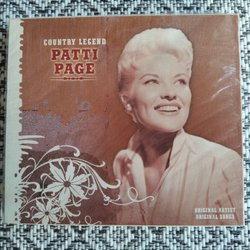 COUNTRY LEGEND
PATTI
PAGE
ORIGINAL ARTIST
ORIGINAL SONGS